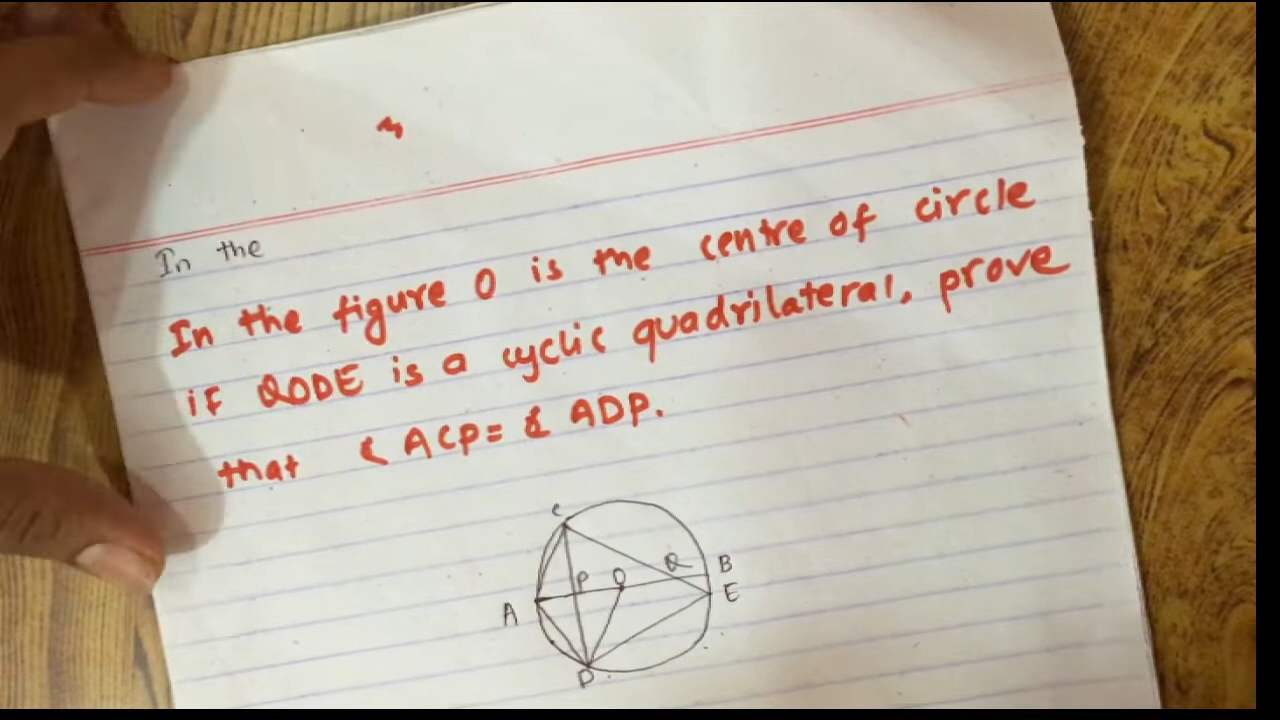 In the
In the figure O is the centre of circle
if QODE is a cyclic quadrilateral, prove
that ∠ ACP = ∠ ADP.
C
P O Q B
A E
D